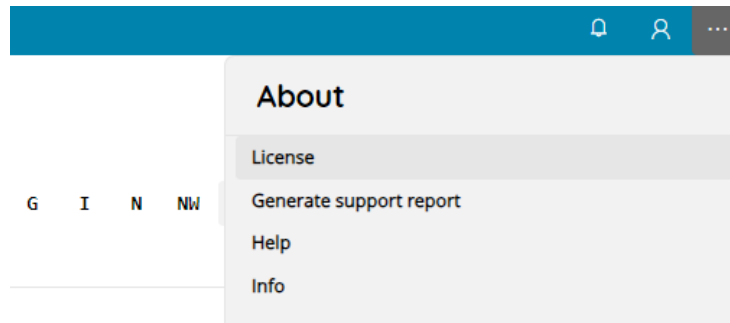 About
License
G I N NW
Generate support report
Help
Info